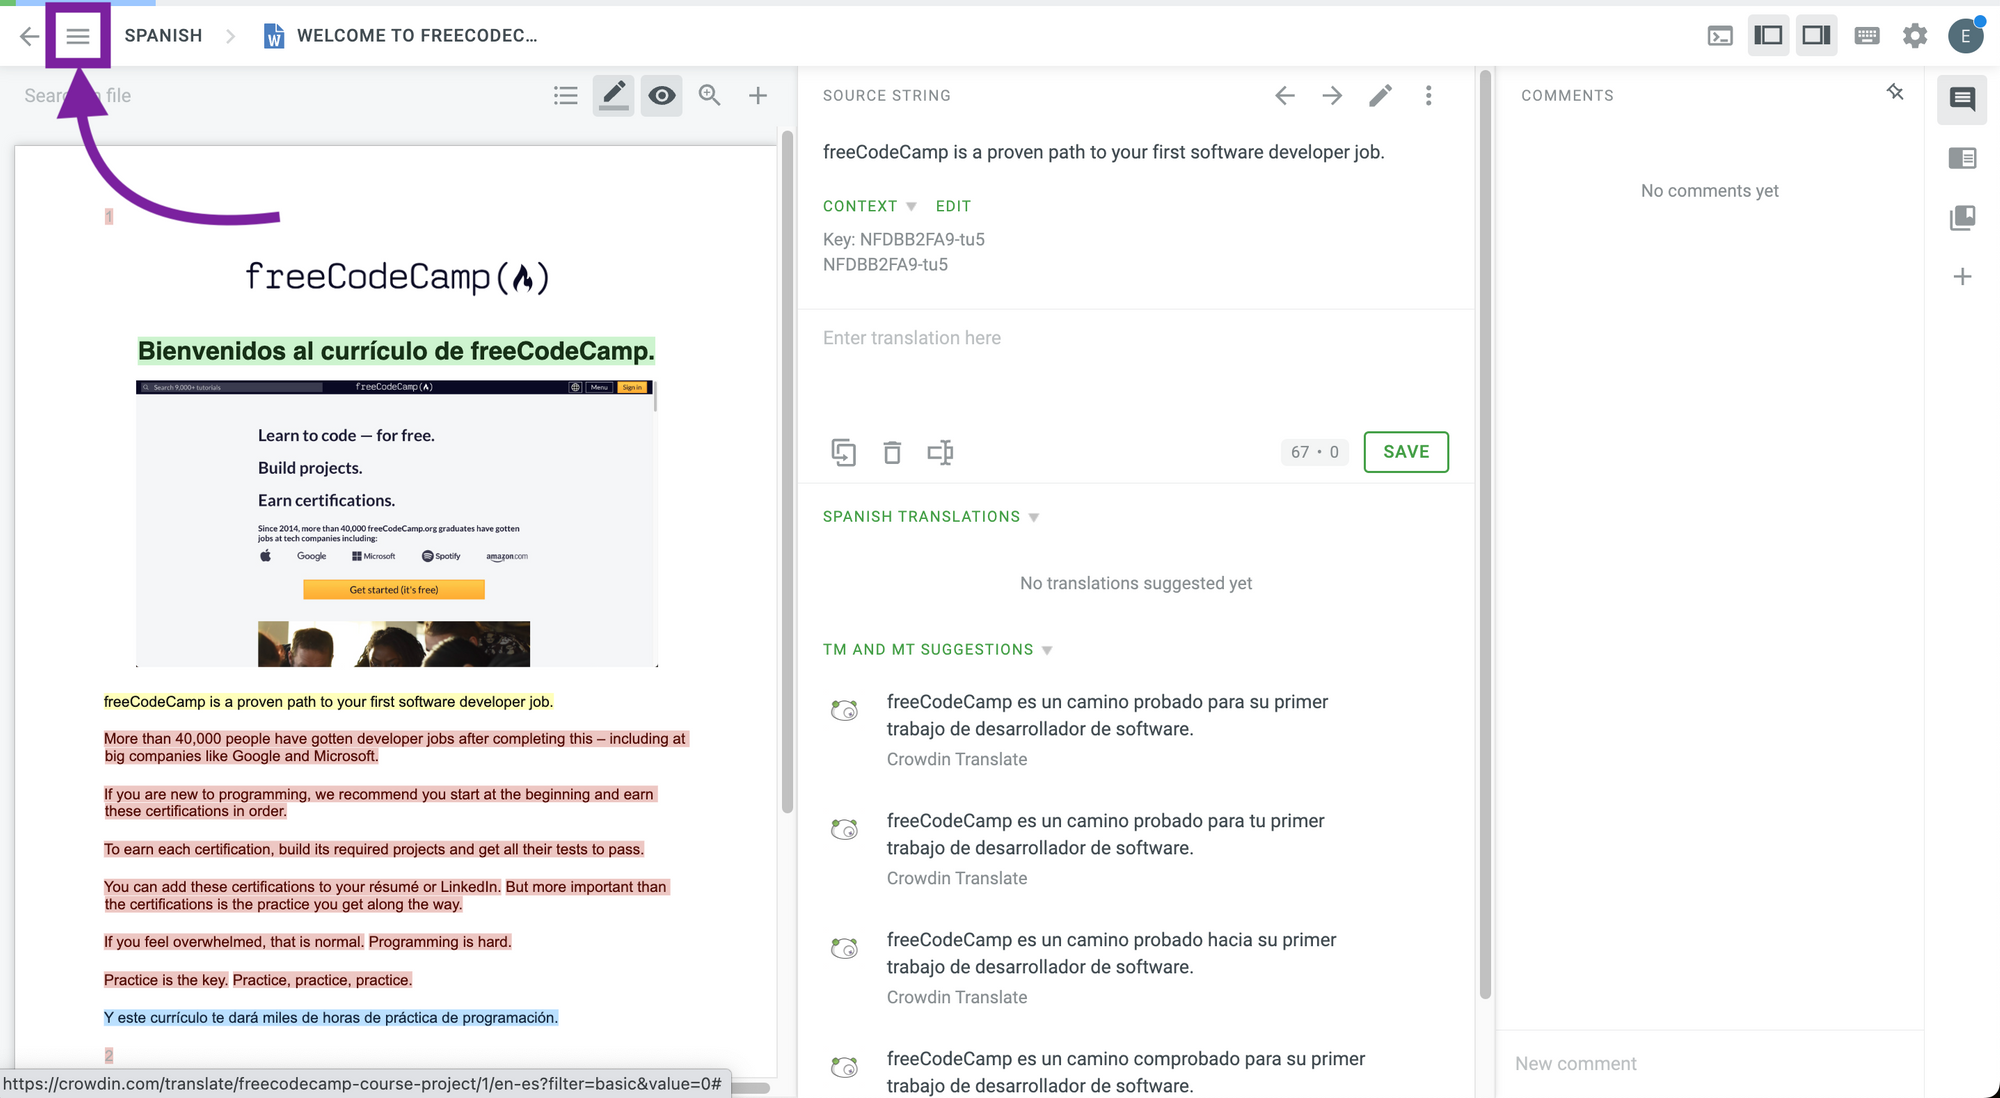 SPANISH
WELCOME TO FREECODEC...
E
file
1
freeCodeCamp
Bienvenidos al currículo de freeCodeCamp.
Search 9,000+ tutorials
freeCodeCamp
Menu
Sign in
Learn to code — for free.
Build projects.
Earn certifications.
Since 2014, more than 40,000 freeCodeCamp.org graduates have gotten
jobs at tech companies including:
Google
Microsoft
Spotify
amazon.com
Get started (it's free)
freeCodeCamp is a proven path to your first software developer job.
More than 40,000 people have gotten developer jobs after completing this – including at
big companies like Google and Microsoft.
If you are new to programming, we recommend you start at the beginning and earn
these certifications in order.
To earn each certification, build its required projects and get all their tests to pass.
You can add these certifications to your résumé or LinkedIn. But more important than
the certifications is the practice you get along the way.
If you feel overwhelmed, that is normal. Programming is hard.
Practice is the key. Practice, practice, practice.
Y este currículo te dará miles de horas de práctica de programación.
2
https://crowdin.com/translate/freecodecamp-course-project/1/en-es?filter=basic&value=0#
SOURCE STRING
freeCodeCamp is a proven path to your first software developer job.
CONTEXT
EDIT
Key: NFDBB2FA9-tu5
NFDBB2FA9-tu5
Enter translation here
67 • 0
SAVE
SPANISH TRANSLATIONS
No translations suggested yet
TM AND MT SUGGESTIONS
freeCodeCamp es un camino probado para su primer
trabajo de desarrollador de software.
Crowdin Translate
freeCodeCamp es un camino probado para tu primer
trabajo de desarrollador de software.
Crowdin Translate
freeCodeCamp es un camino probado hacia su primer
trabajo de desarrollador de software.
Crowdin Translate
freeCodeCamp es un camino comprobado para su primer
trabajo de desarrollador de software.
COMMENTS
No comments yet
New comment